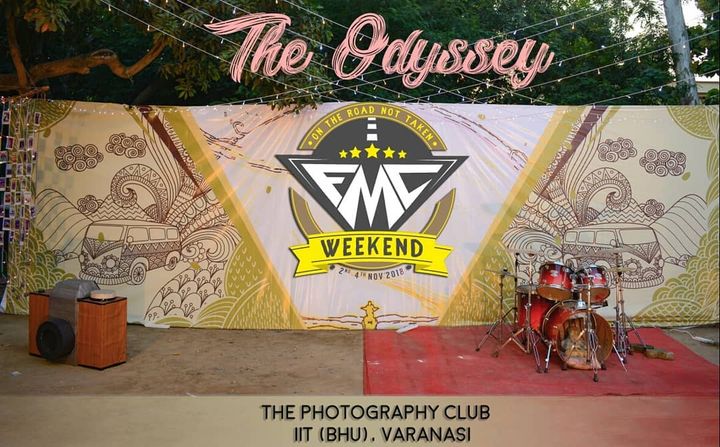 The Odyssey
ON THE ROAD NOT TAKEN
FMC
WEEKEND
2ND - 4TH NOV'2018
P.P.
THE PHOTOGRAPHY CLUB
IIT (BHU), VARANASI